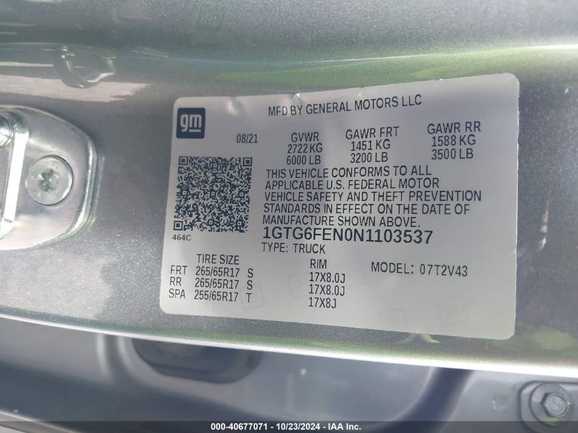 gm
MFD BY GENERAL MOTORS LLC
08/21 GVWR GAWR FRT GAWR RR
2722 KG 1451 KG 1588 KG
6000 LB 3200 LB 3500 LB
THIS VEHICLE CONFORMS TO ALL
APPLICABLE U.S. FEDERAL MOTOR
VEHICLE SAFETY AND THEFT PREVENTION
STANDARDS IN EFFECT ON THE DATE OF
MANUFACTURE SHOWN ABOVE.
464C 1GTG6FEN0N1103537
TYPE: TRUCK
TIRE SIZE RIM MODEL: 07T2V43
FRT 265/65R17 S 17X8.0J
RR 265/65R17 S 17X8.0J
SPA 255/65R17 T 17X8J
000-40677071 - 10/23/2024 - IAA Inc.